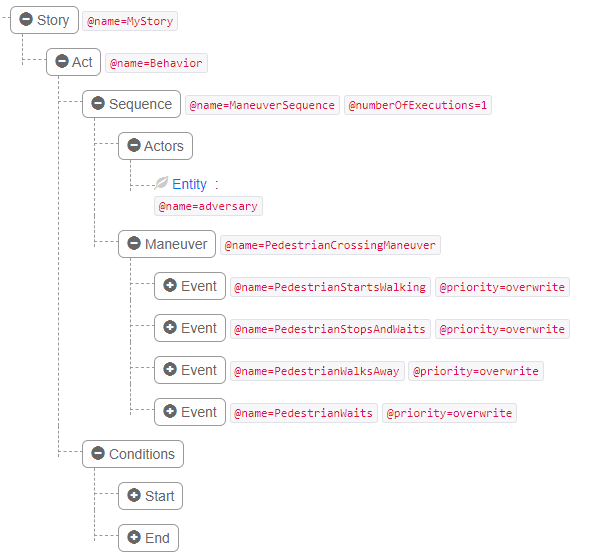 Story @name=MyStory
Act @name=Behavior
Sequence @name=ManeuverSequence @numberOfExecutions=1
Actors
Entity :
@name=adversary
Maneuver @name=PedestrianCrossingManeuver
Event @name=PedestrianStartsWalking @priority=overwrite
Event @name=PedestrianStopsAndWaits @priority=overwrite
Event @name=PedestrianWalksAway @priority=overwrite
Event @name=PedestrianWaits @priority=overwrite
Conditions
Start
End